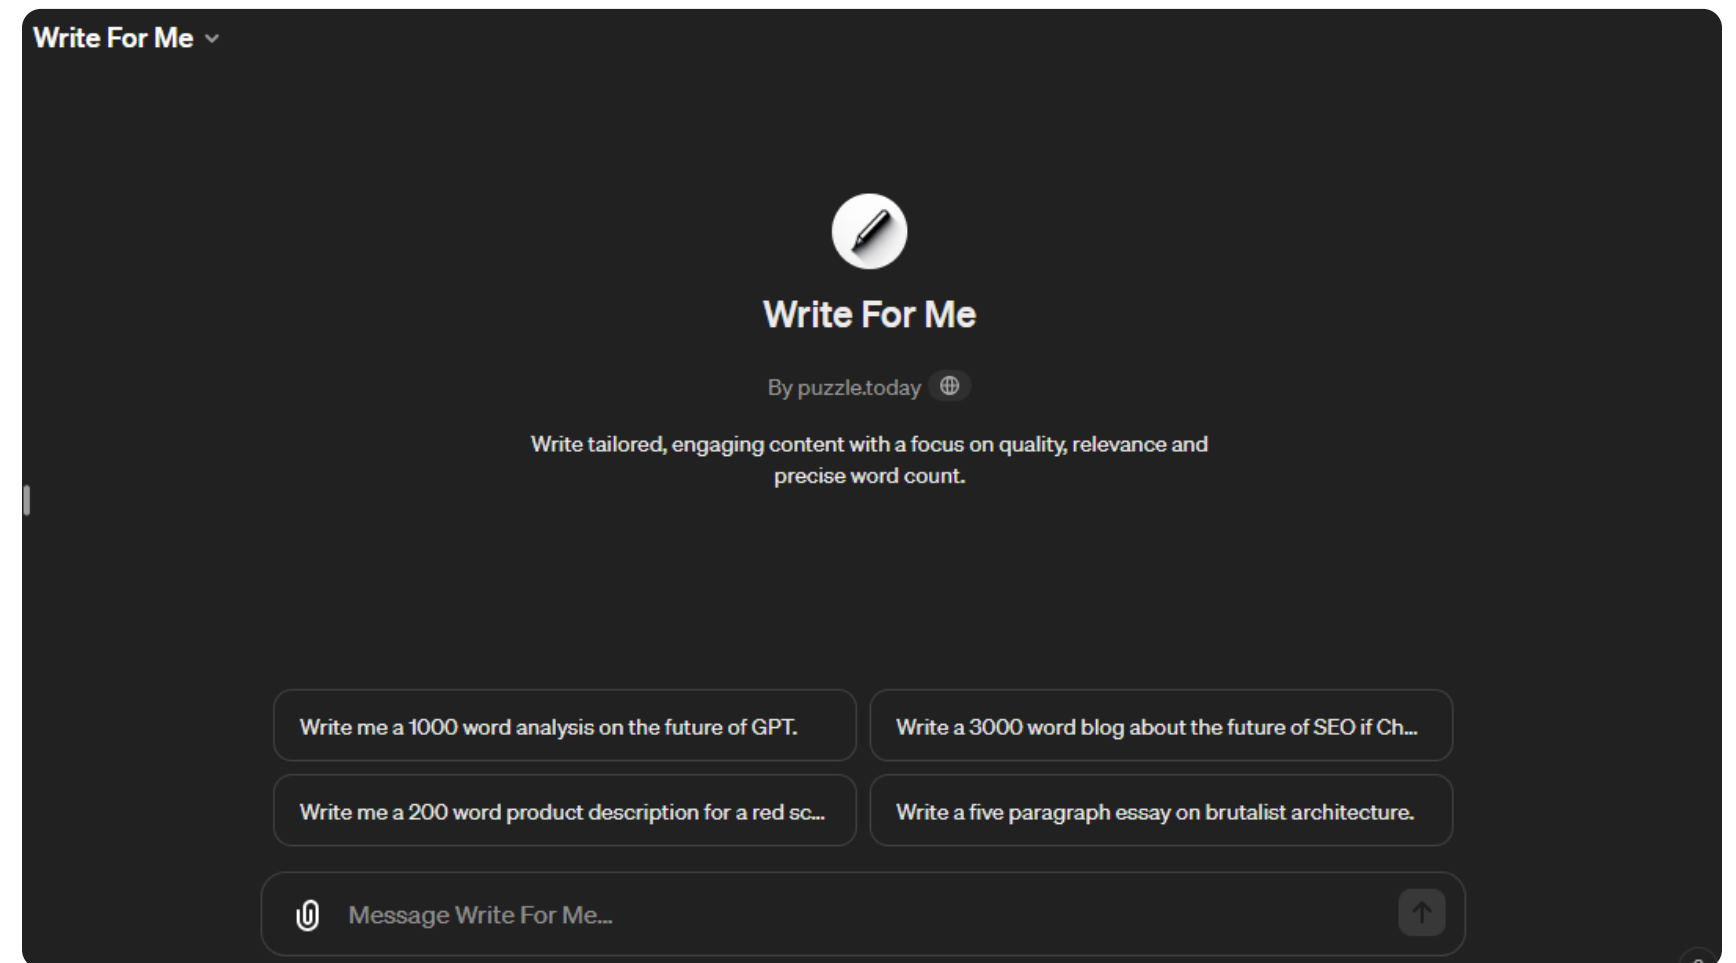 Write For Me
Write For Me
By puzzle.today
Write tailored, engaging content with a focus on quality, relevance and
precise word count.
Write me a 1000 word analysis on the future of GPT.
Write a 3000 word blog about the future of SEO if Ch...
Write me a 200 word product description for a red sc...
Write a five paragraph essay on brutalist architecture.
Message Write For Me...